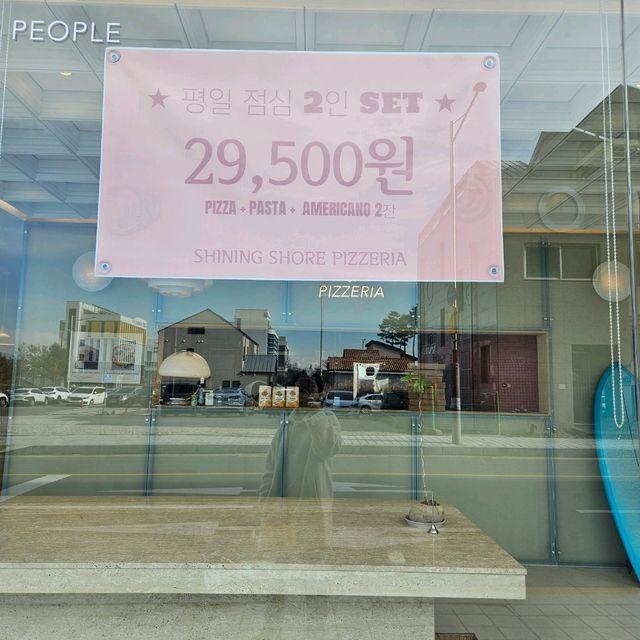 PEOPLE
★ 평일 점심 2인 SET ★
29,500원
PIZZA + PASTA + AMERICANO 2잔
SHINING SHORE PIZZERIA
PIZZERIA